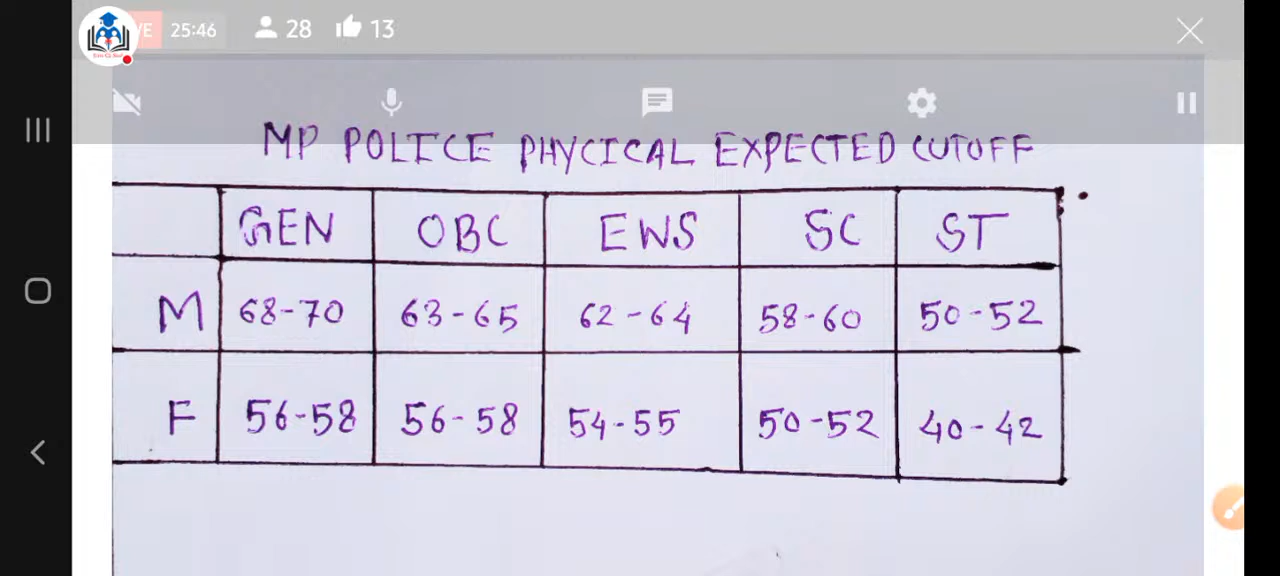 VE 25:46 28 13
MP POLICE PHYCICAL EXPECTED CUTOFF
GEN OBC EWS SC ST
M 68-70 63-65 62-64 58-60 50-52
F 56-58 56-58 54-55 50-52 40-42